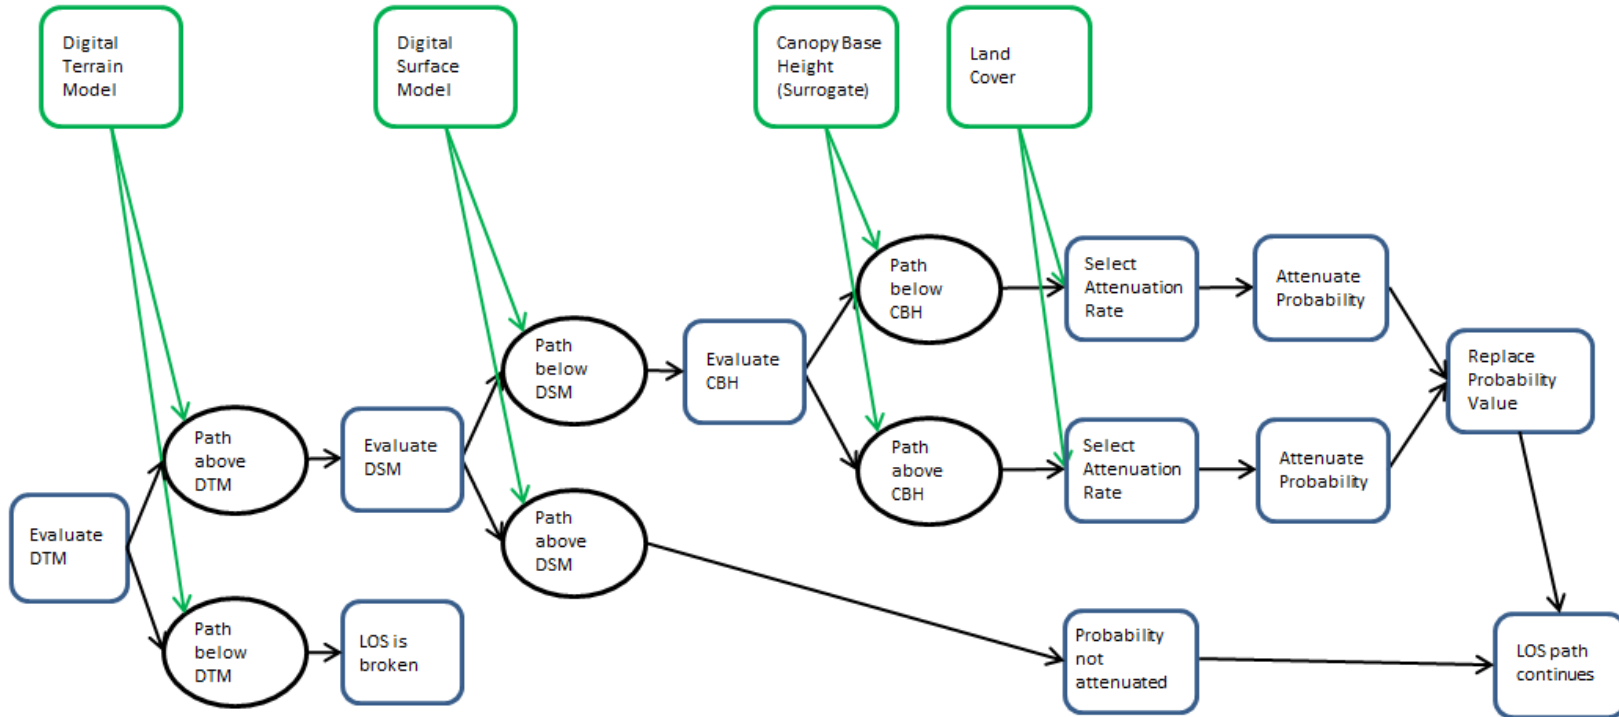 Digital
Terrain
Model
Digital
Surface
Model
Canopy Base
Height
(Surrogate)
Land
Cover
Path
below
CBH
Select
Attenuation
Rate
Attenuate
Probability
Path
below
DSM
Evaluate
CBH
Replace
Probability
Value
Path
above
DTM
Evaluate
DSM
Path
above
CBH
Select
Attenuation
Rate
Attenuate
Probability
Evaluate
DTM
Path
above
DSM
Path
below
DTM
LOS is
broken
Probability
not
attenuated
LOS path
continues